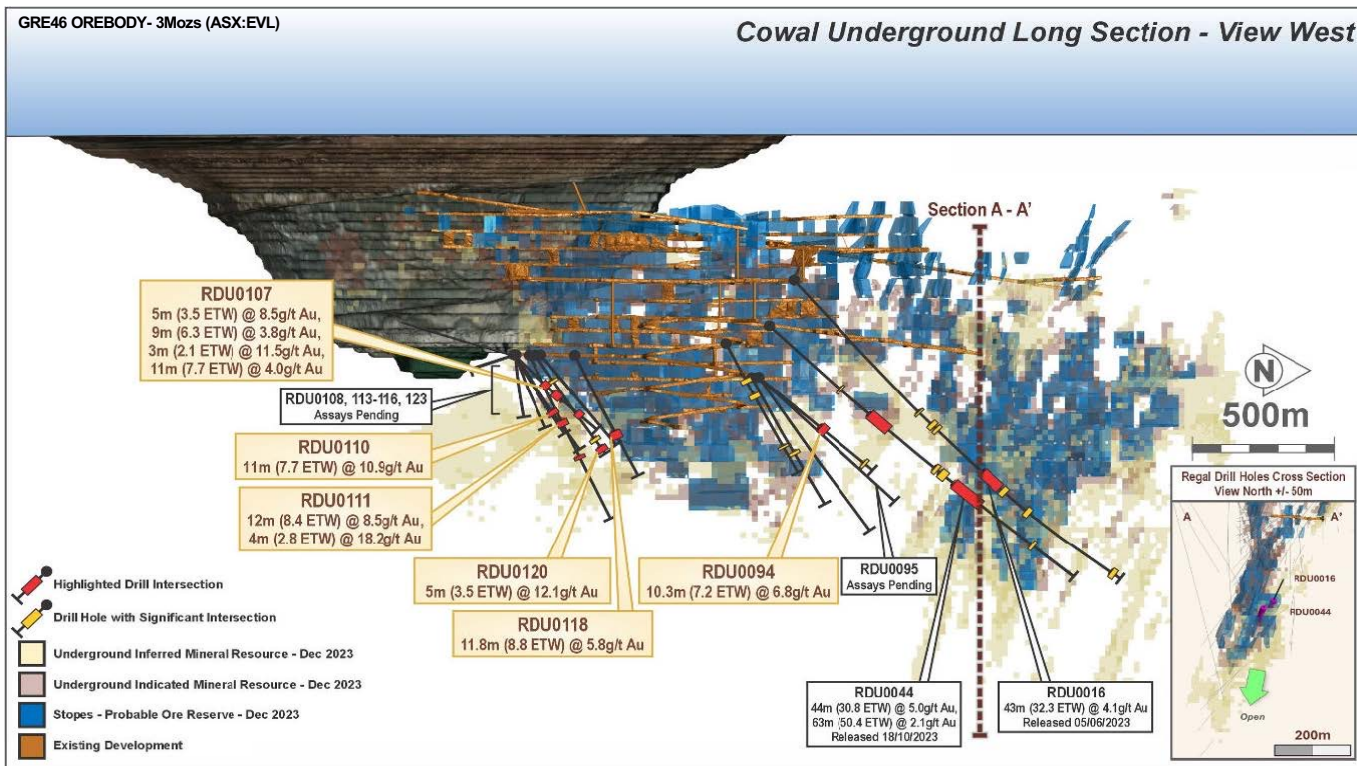 GRE46 OREBODY- 3Mozs (ASX:EVL)
Cowal Underground Long Section - View West
Section A - A'
RDU0107
5m (3.5 ETW) @ 8.5g/t Au,
9m (6.3 ETW) @ 3.8g/t Au,
3m (2.1 ETW) @ 11.5g/t Au,
11m (7.7 ETW) @ 4.0g/t Au
RDU0108, 113-116, 123
Assays Pending
RDU0110
11m (7.7 ETW) @ 10.9g/t Au
RDU0111
12m (8.4 ETW) @ 8.5g/t Au,
4m (2.8 ETW) @ 18.2g/t Au
RDU0120
5m (3.5 ETW) @ 12.1g/t Au
RDU0118
11.8m (8.8 ETW) @ 5.8g/t Au
RDU0094
10.3m (7.2 ETW) @ 6.8g/t Au
RDU0095
Assays Pending
RDU0044
44m (30.8 ETW) @ 5.0g/t Au,
63m (50.4 ETW) @ 2.1g/t Au
Released 18/10/2023
RDU0016
43m (32.3 ETW) @ 4.1g/t Au
Released 05/06/2023
N
500m
Regal Drill Holes Cross Section
View North +/- 50m
A
A'
RDU0016
RDU0044
Open
200m
Highlighted Drill Intersection
Drill Hole with Significant Intersection
Underground Inferred Mineral Resource - Dec 2023
Underground Indicated Mineral Resource - Dec 2023
Stopes - Probable Ore Reserve - Dec 2023
Existing Development